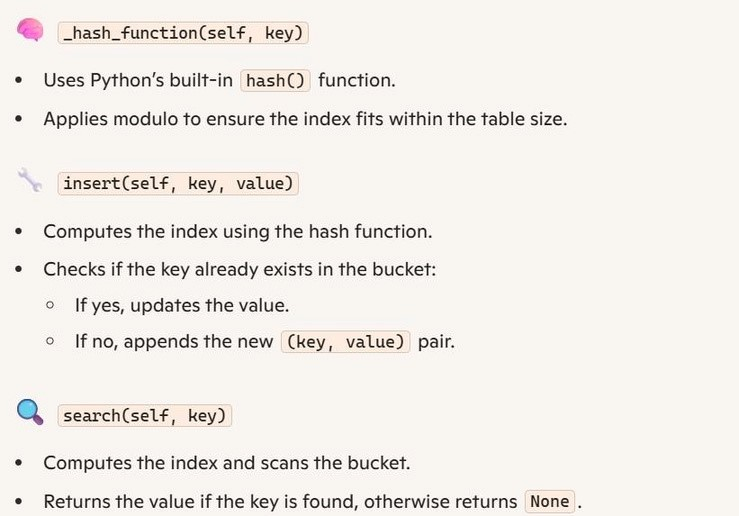 _hash_function(self, key)
• Uses Python’s built-in hash() function.
• Applies modulo to ensure the index fits within the table size.
insert(self, key, value)
• Computes the index using the hash function.
• Checks if the key already exists in the bucket:
○ If yes, updates the value.
○ If no, appends the new (key, value) pair.
search(self, key)
• Computes the index and scans the bucket.
• Returns the value if the key is found, otherwise returns None.